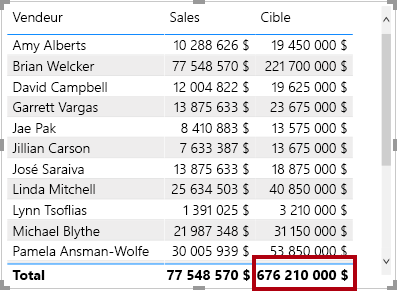 Vendeur Sales Cible
Amy Alberts 10 288 626 $ 19 450 000 $
Brian Welcker 77 548 570 $ 221 700 000 $
David Campbell 12 004 822 $ 19 625 000 $
Garrett Vargas 13 875 633 $ 23 675 000 $
Jae Pak 8 410 883 $ 13 575 000 $
Jillian Carson 7 633 387 $ 13 675 000 $
José Saraiva 13 875 633 $ 18 875 000 $
Linda Mitchell 25 634 503 $ 40 850 000 $
Lynn Tsoflias 1 391 025 $ 3 210 000 $
Michael Blythe 21 987 348 $ 31 150 000 $
Pamela Ansman-Wolfe 30 005 939 $ 53 850 000 $
Total 77 548 570 $ 676 210 000 $